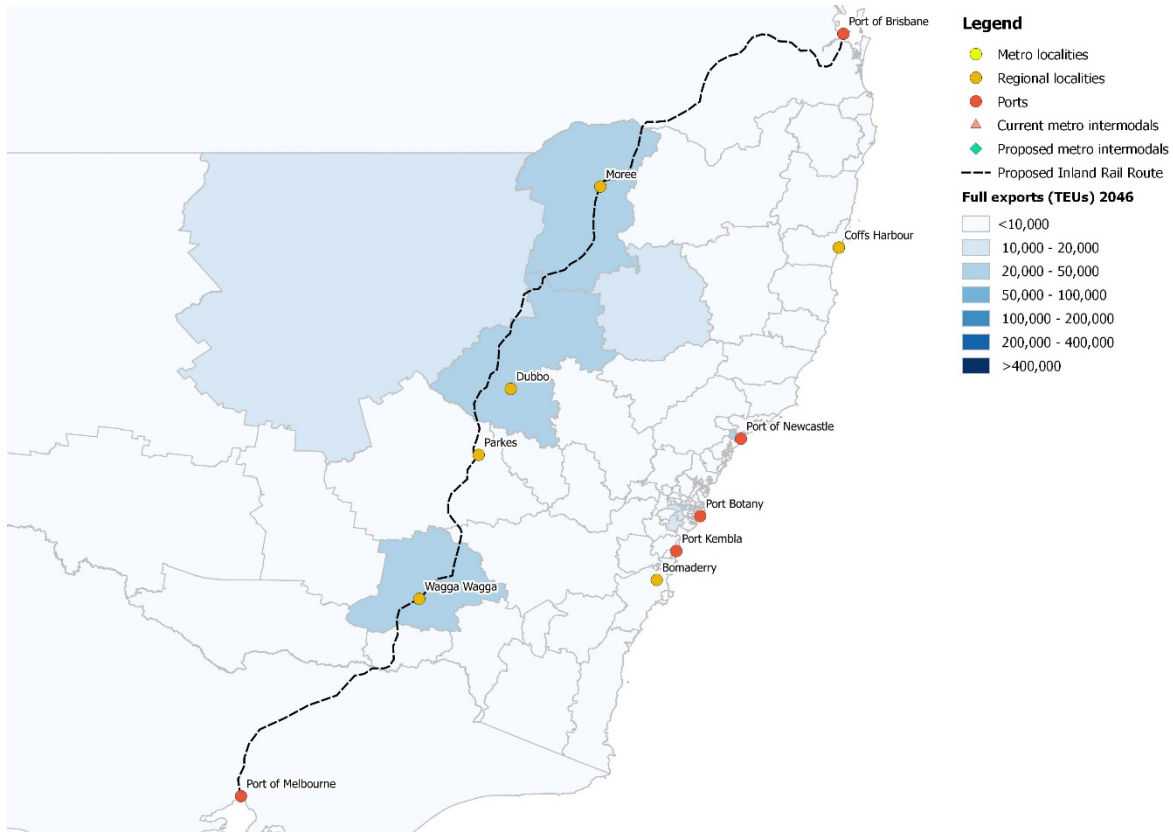 Port of Brisbane
Moree
Coffs Harbour
Dubbo
Port of Newcastle
Parkes
Port Botany
Port Kembla
Bomaderry
Wagga Wagga
Port of Melbourne
Legend
Metro localities
Regional localities
Ports
Current metro intermodals
Proposed metro intermodals
Proposed Inland Rail Route
Full exports (TEUs) 2046
<10,000
10,000 - 20,000
20,000 - 50,000
50,000 - 100,000
100,000 - 200,000
200,000 - 400,000
>400,000